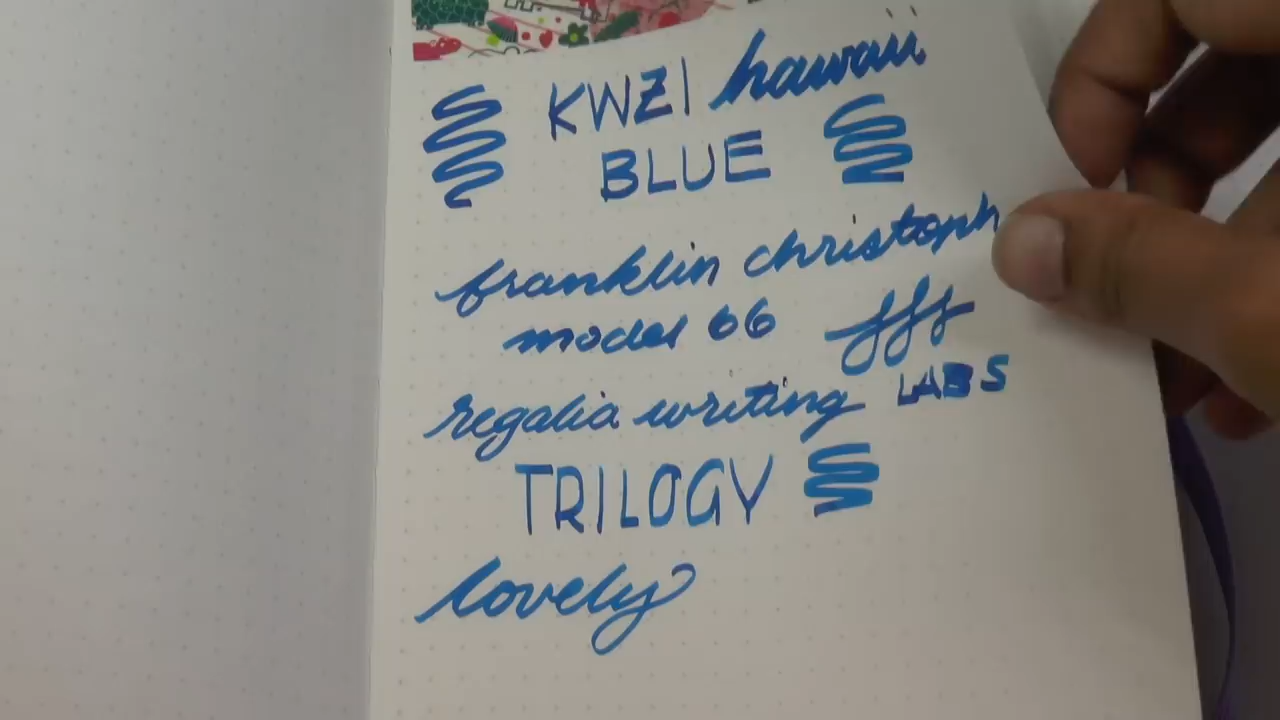 KWZI hawaii
BLUE
franklin christoph
model 66 fff
regalia writing LABS
TRILOGY
lovely